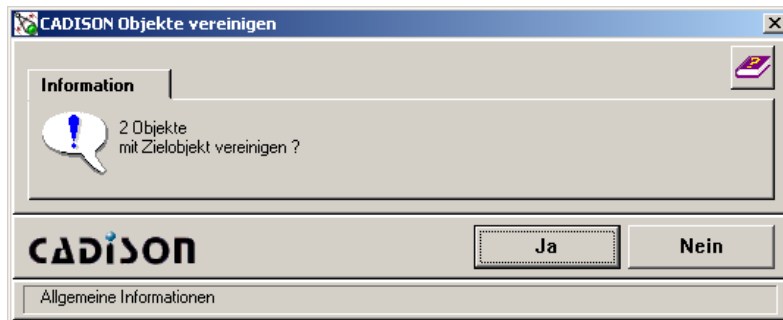 CADISON Objekte vereinigen
Information
2 Objekte
mit Zielobjekt vereinigen ?
CADISON
Ja
Nein
Allgemeine Informationen